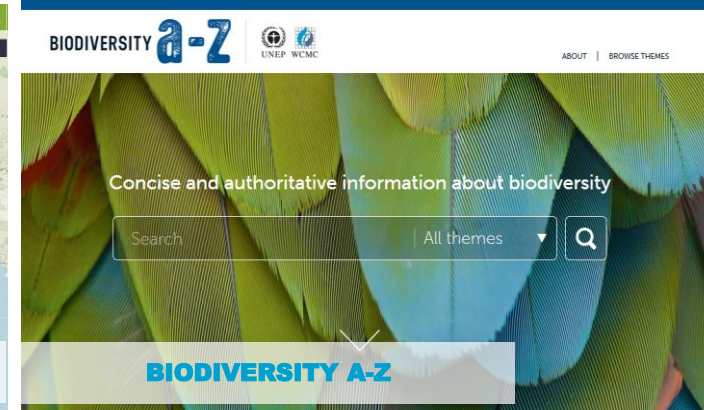 BIODIVERSITY a-Z
UNEP WCMC
ABOUT | BROWSE THEMES
Concise and authoritative information about biodiversity
Search | All themes
BIODIVERSITY A-Z